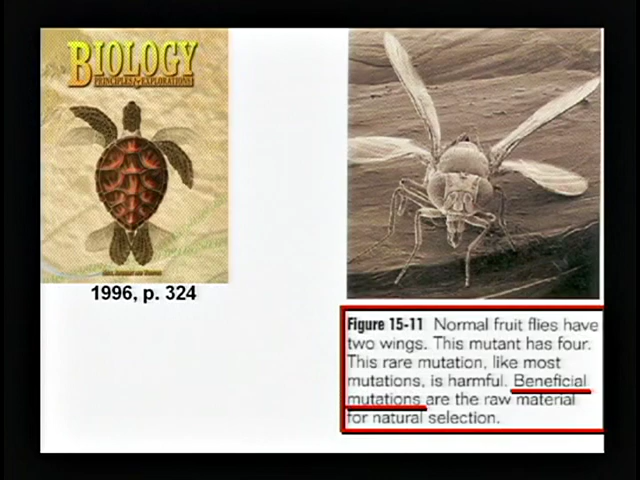 BIOLOGY
PRINCIPLES & EXPLORATIONS
1996, p. 324
Figure 15-11 Normal fruit flies have
two wings. This mutant has four.
This rare mutation, like most
mutations, is harmful. Beneficial
mutations are the raw material
for natural selection.